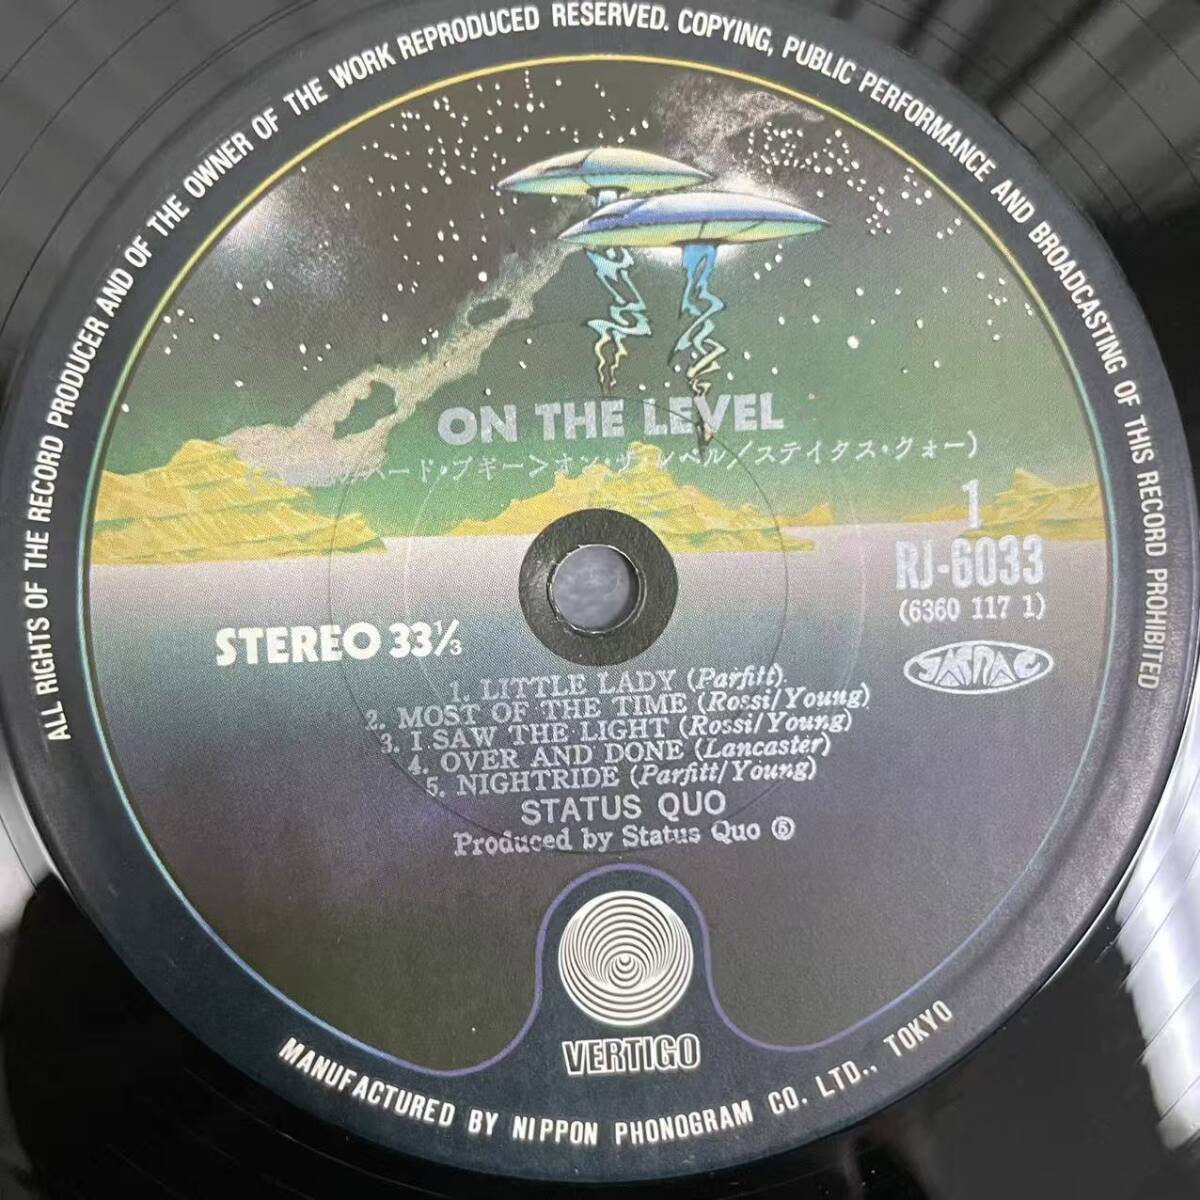 ALL RIGHTS OF THE RECORD PRODUCER AND OF THE OWNER OF THE WORK REPRODUCED RESERVED. COPYING, PUBLIC PERFORMANCE AND BROADCASTING OF THIS RECORD PROHIBITED
ON THE LEVEL
ード・ブギー>オン・ザ・レベル/ステイタス・クォー)
1
RJ-6033
(6360 117 1)
STEREO 33⅓
JASRAC
1. LITTLE LADY (Parfitt)
2. MOST OF THE TIME (Rossi/Young)
3. I SAW THE LIGHT (Rossi/Young)
4. OVER AND DONE (Lancaster)
5. NIGHTRIDE (Parfitt/Young)
STATUS QUO
Produced by Status Quo
VERTIGO
MANUFACTURED BY NIPPON PHONOGRAM CO. LTD., TOKYO